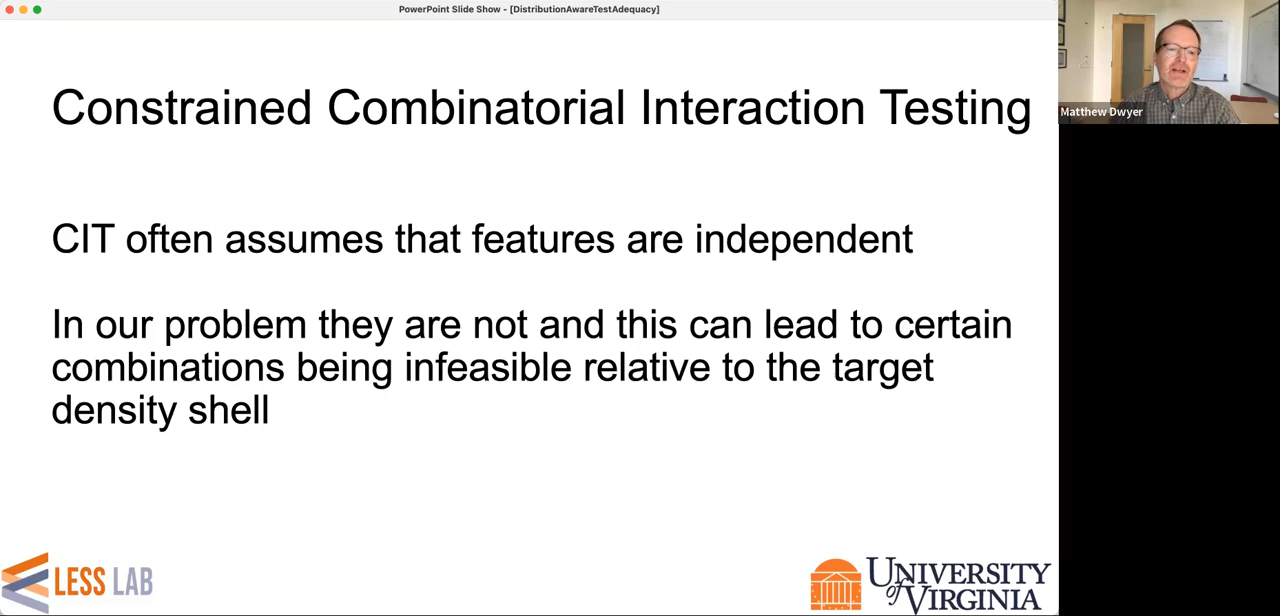 PowerPoint Slide Show - [DistributionAwareTestAdequacy]
Constrained Combinatorial Interaction Testing
Matthew Dwyer
CIT often assumes that features are independent
In our problem they are not and this can lead to certain
combinations being infeasible relative to the target
density shell
LESS LAB
UNIVERSITY
of VIRGINIA